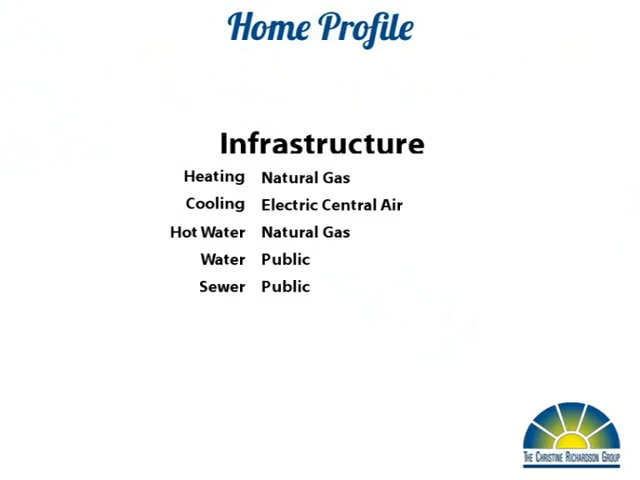 Home Profile
Infrastructure
Heating Natural Gas
Cooling Electric Central Air
Hot Water Natural Gas
Water Public
Sewer Public
THE CHRISTINE RICHARDSON GROUP